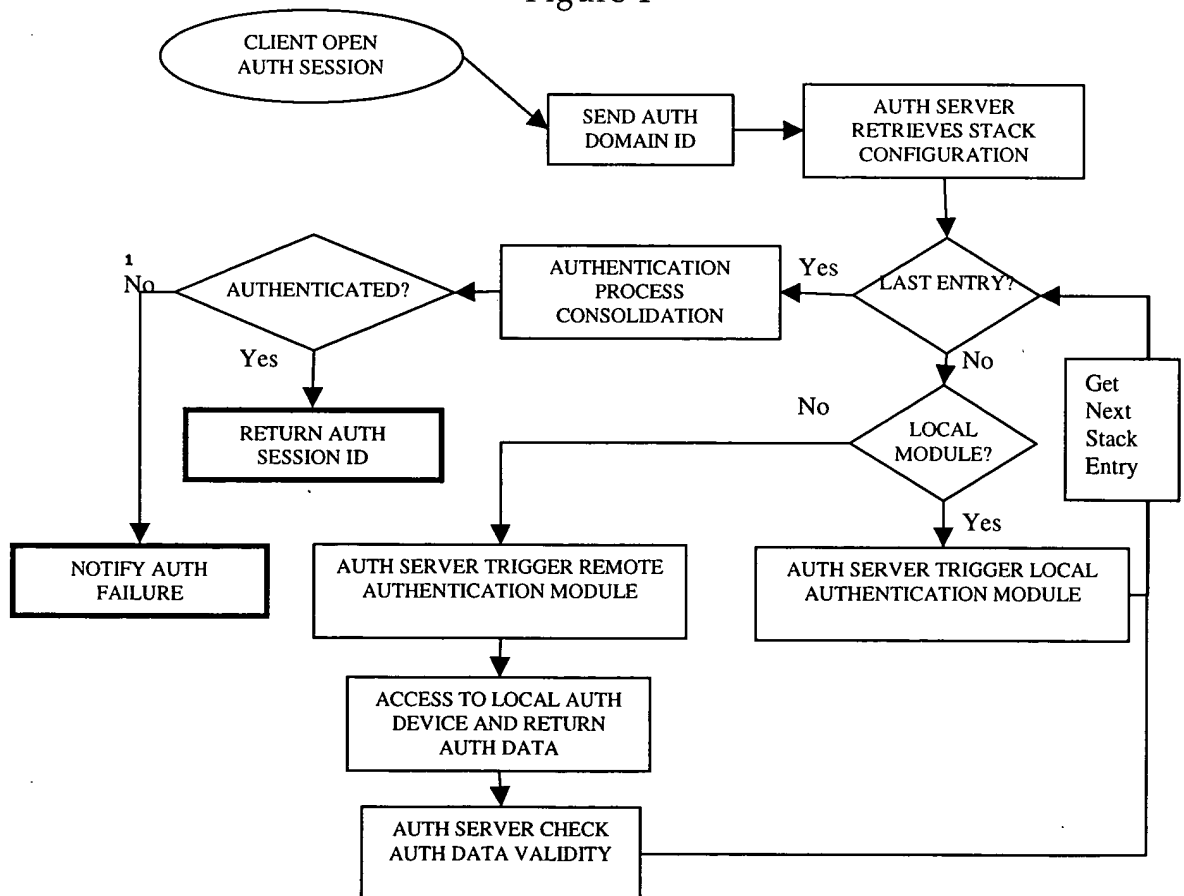 Figure 1
CLIENT OPEN
AUTH SESSION
SEND AUTH
DOMAIN ID
AUTH SERVER
RETRIEVES STACK
CONFIGURATION
1
No
AUTHENTICATED?
AUTHENTICATION
PROCESS
CONSOLIDATION
Yes
LAST ENTRY?
Yes
No
Get
Next
Stack
Entry
RETURN AUTH
SESSION ID
No
LOCAL
MODULE?
Yes
NOTIFY AUTH
FAILURE
AUTH SERVER TRIGGER REMOTE
AUTHENTICATION MODULE
AUTH SERVER TRIGGER LOCAL
AUTHENTICATION MODULE
ACCESS TO LOCAL AUTH
DEVICE AND RETURN
AUTH DATA
AUTH SERVER CHECK
AUTH DATA VALIDITY